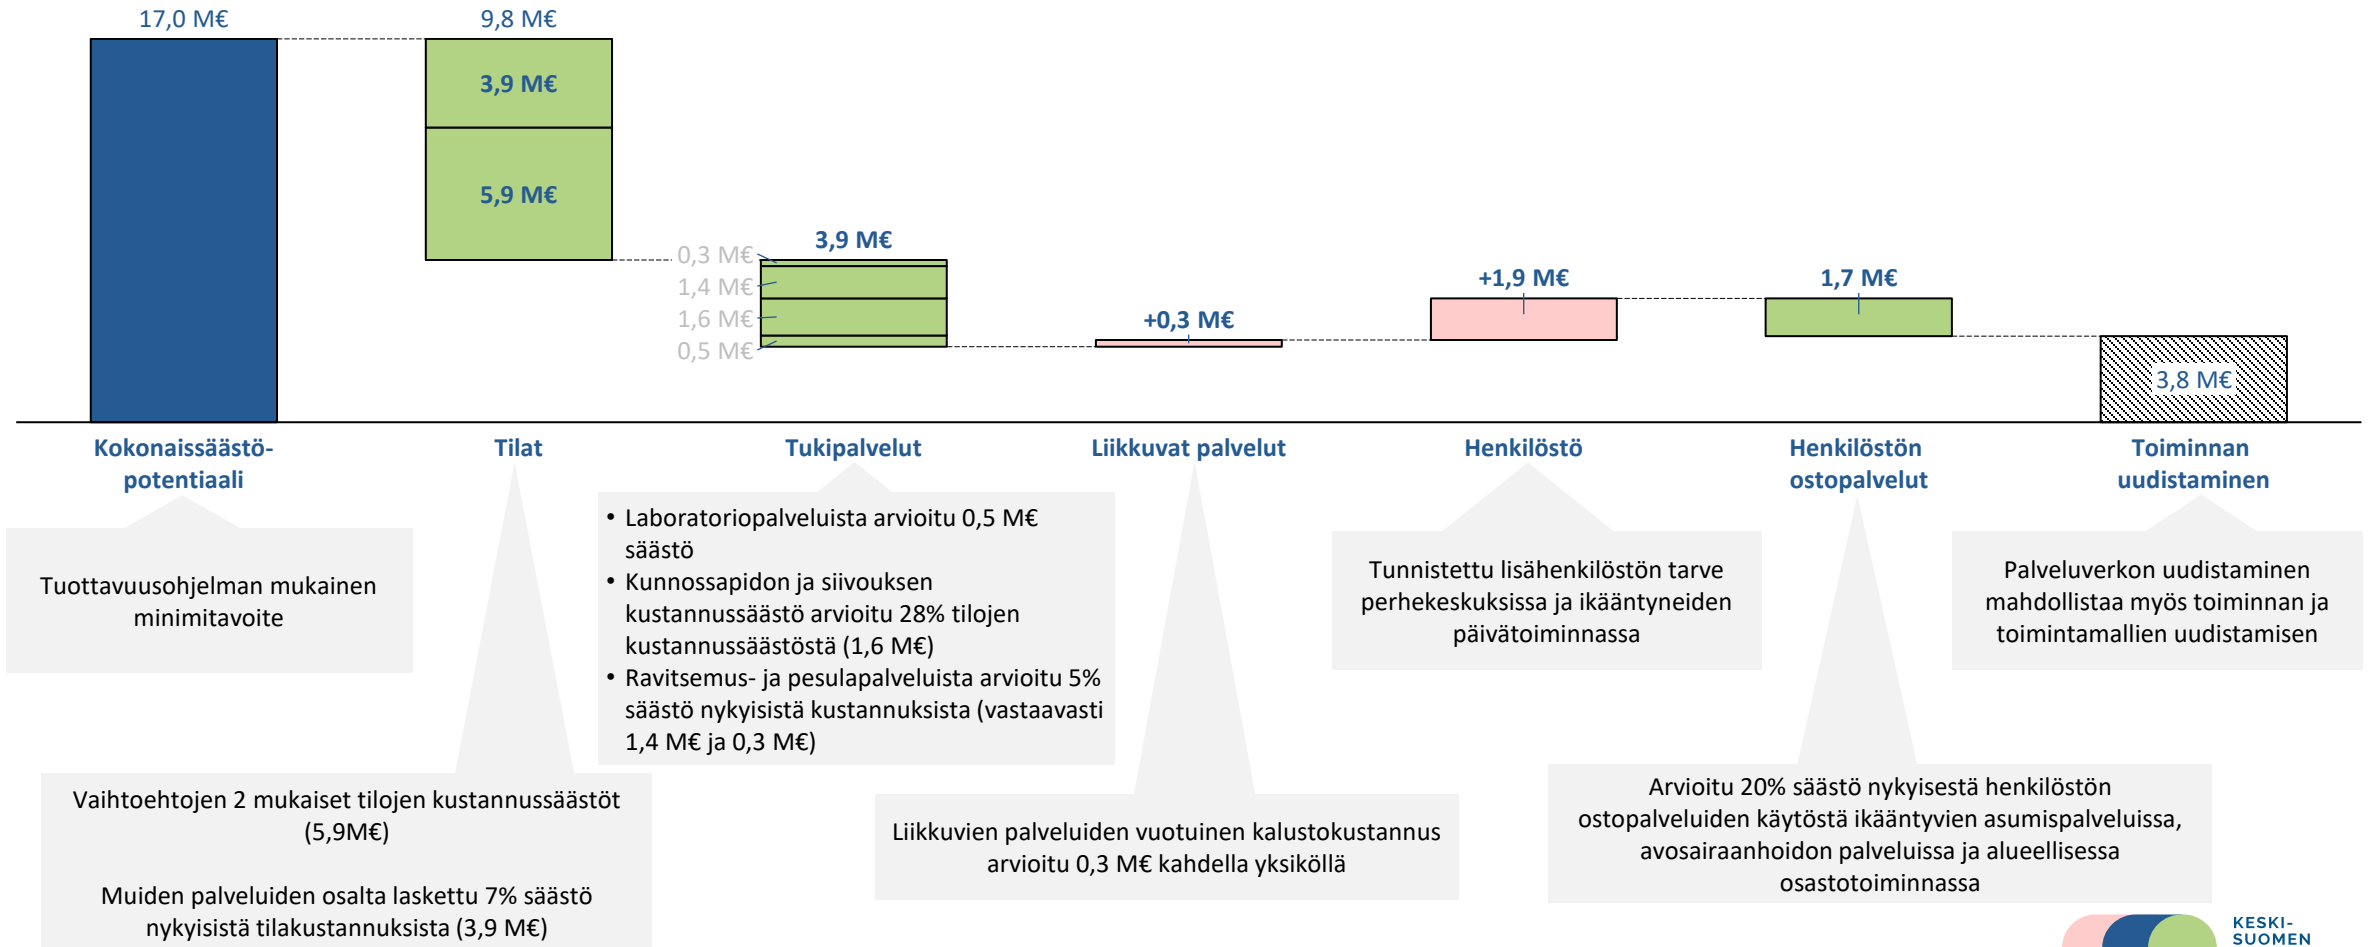 17,0 M€
9,8 M€
3,9 M€
5,9 M€
3,9 M€
0,3 M€
1,4 M€
1,6 M€
0,5 M€
+0,3 M€
+1,9 M€
1,7 M€
3,8 M€
Kokonaissäästö-
potentiaali
Tilat
Tukipalvelut
Liikkuvat palvelut
Henkilöstö
Henkilöstön
ostopalvelut
Toiminnan
uudistaminen
Tuottavuusohjelman mukainen
minimitavoite
Vaihtoehtojen 2 mukaiset tilojen kustannussäästöt
(5,9M€)
Muiden palveluiden osalta laskettu 7% säästö
nykyisistä tilakustannuksista (3,9 M€)
• Laboratoriopalveluista arvioitu 0,5 M€
säästö
• Kunnossapidon ja siivouksen
kustannussäästö arvioitu 28% tilojen
kustannussäästöstä (1,6 M€)
• Ravitsemus- ja pesulapalveluista arvioitu 5%
säästö nykyisistä kustannuksista (vastaavasti
1,4 M€ ja 0,3 M€)
Liikkuvien palveluiden vuotuinen kalustokustannus
arvioitu 0,3 M€ kahdella yksiköllä
Tunnistettu lisähenkilöstön tarve
perhekeskuksissa ja ikääntyneiden
päivätoiminnassa
Arvioitu 20% säästö nykyisestä henkilöstön
ostopalveluiden käytöstä ikääntyvien asumispalveluissa,
avosairaanhoidon palveluissa ja alueellisessa
osastotoiminnassa
Palveluverkon uudistaminen
mahdollistaa myös toiminnan ja
toimintamallien uudistamisen
KESKI-
SUOMEN